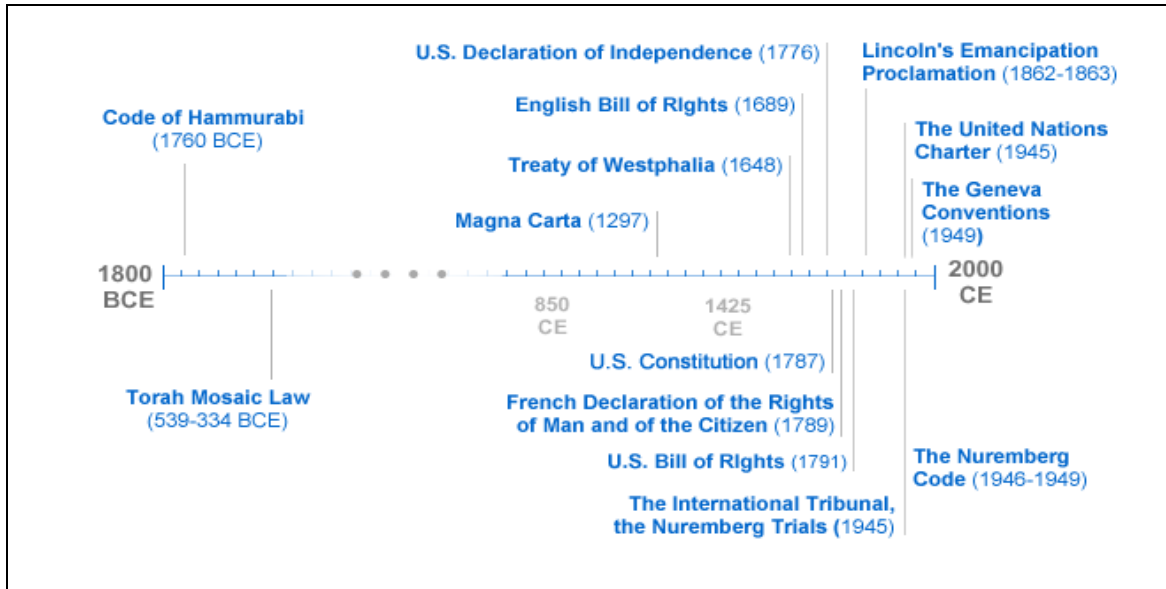 U.S. Declaration of Independence (1776)
Lincoln's Emancipation
Proclamation (1862-1863)
English Bill of RIghts (1689)
Code of Hammurabi
(1760 BCE)
The United Nations
Charter (1945)
Treaty of Westphalia (1648)
The Geneva
Conventions
(1949)
Magna Carta (1297)
1800
BCE
2000
CE
850
CE
1425
CE
U.S. Constitution (1787)
Torah Mosaic Law
(539-334 BCE)
French Declaration of the Rights
of Man and of the Citizen (1789)
U.S. Bill of RIghts (1791)
The Nuremberg
Code (1946-1949)
The International Tribunal,
the Nuremberg Trials (1945)